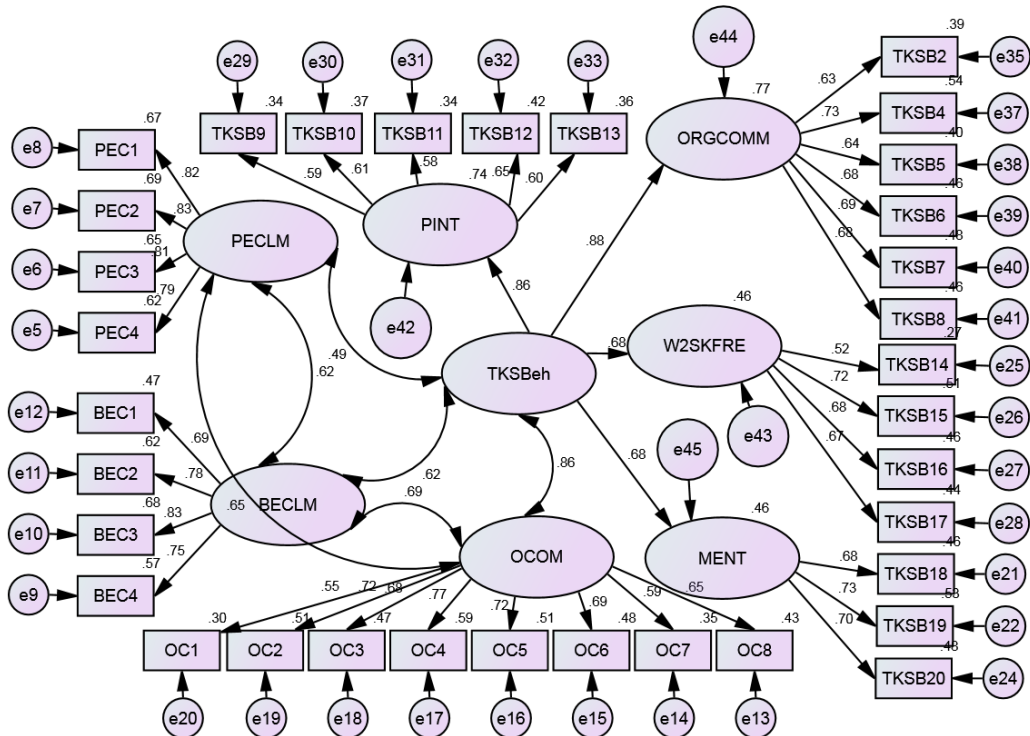 .39
e44
e29 e30 e31 e32 e33 TKSB2 e35
.77 .63 .54
.34 .37 .34 .42 .36
.67 .73 TKSB4 e37
e8 PEC1 TKSB9 TKSB10 TKSB11 TKSB12 TKSB13 ORGCOMM .40
.64 TKSB5 e38
.82 .59 .61 .58 .74 .65 .60 .68 .46
.69
e7 PEC2 .83 PINT .69 TKSB6 e39
PECLM .68 .48
.65 .81 .88
e6 PEC3 TKSB7 e40
.79 .86 .46
.62 e42 .46 TKSB8 e41
e5 PEC4 .27
.49 .68 W2SKFRE .52 TKSB14 e25
.62 TKSBeh .72 .51
.47 .68 TKSB15 e26
e12 BEC1 .67 .46
e43 TKSB16 e27
.62 .69 e45 .44
e11 BEC2 .78 .62 .86 .68 TKSB17 e28
.68 .83 .65 BECLM .69 .46 .46
e10 BEC3 OCOM MENT .68 TKSB18 e21
.57 .75 .73 .53
e9 BEC4 .55 .72 .68 .77 .72 .69 .59 .65 .70 TKSB19 e22
.30 .51 .47 .59 .51 .48 .35 .43 .48
OC1 OC2 OC3 OC4 OC5 OC6 OC7 OC8 TKSB20 e24
e20 e19 e18 e17 e16 e15 e14 e13